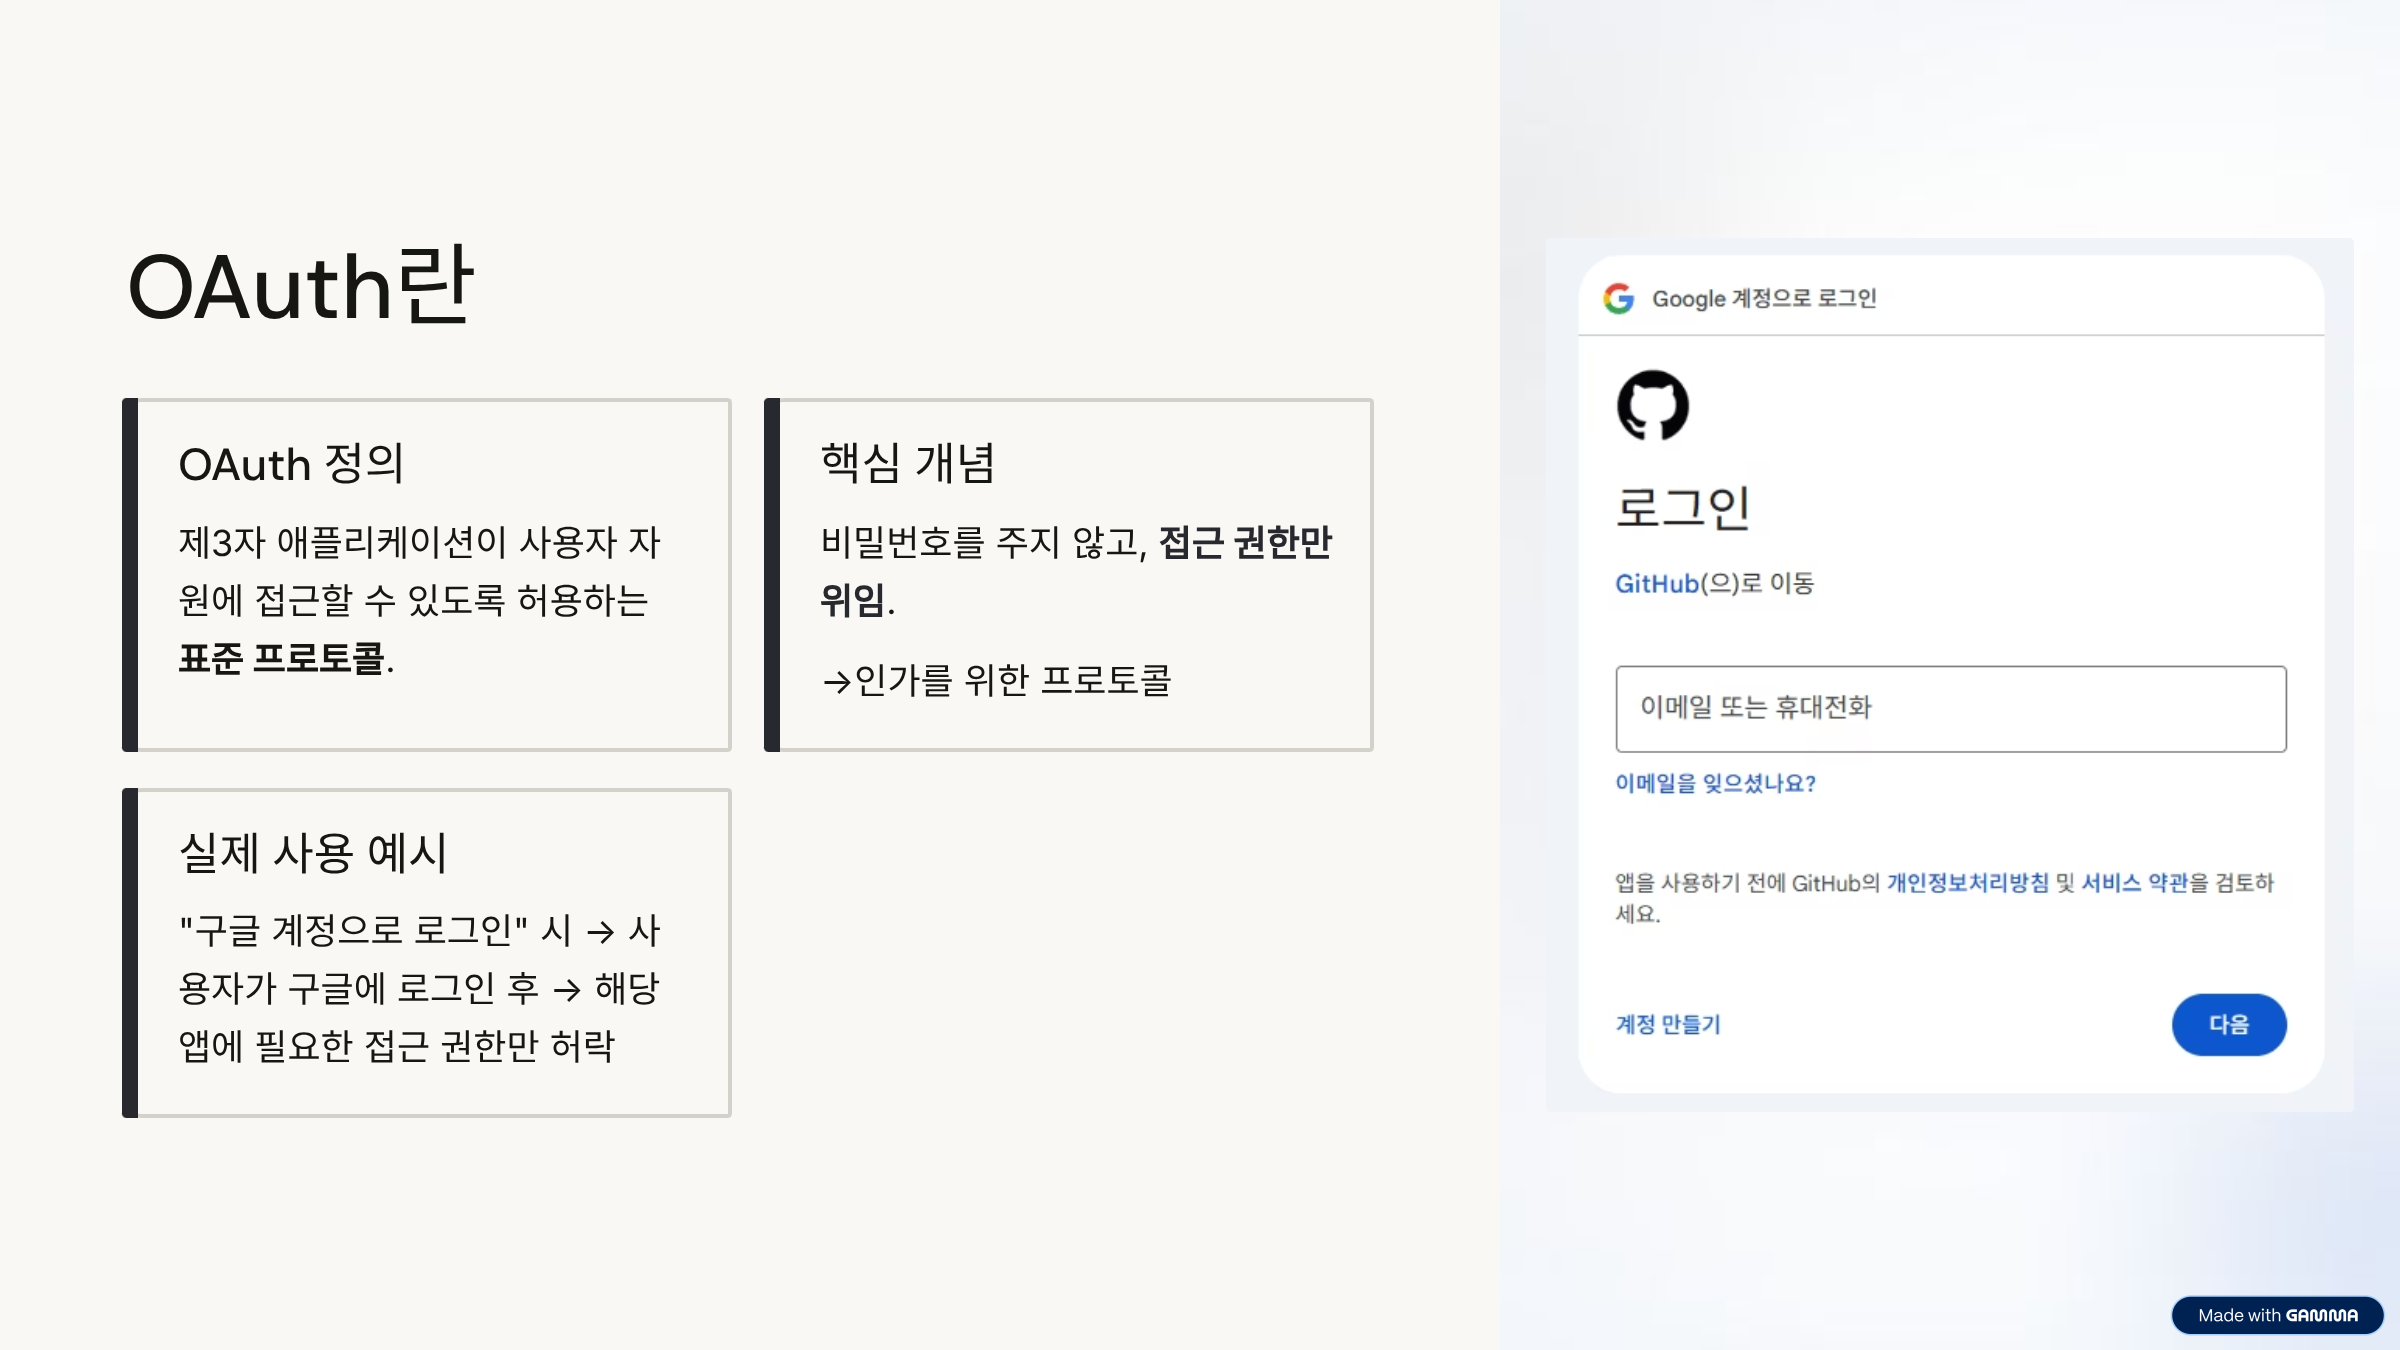 OAuth란
OAuth 정의
제3자 애플리케이션이 사용자 자
원에 접근할 수 있도록 허용하는
표준 프로토콜.
핵심 개념
비밀번호를 주지 않고, 접근 권한만
위임.
→인가를 위한 프로토콜
실제 사용 예시
"구글 계정으로 로그인" 시 → 사
용자가 구글에 로그인 후 → 해당
앱에 필요한 접근 권한만 허락
Google 계정으로 로그인
로그인
GitHub(으)로 이동
이메일 또는 휴대전화
이메일을 잊으셨나요?
앱을 사용하기 전에 GitHub의 개인정보처리방침 및 서비스 약관을 검토하
세요.
계정 만들기
다음
Made with GAMMA